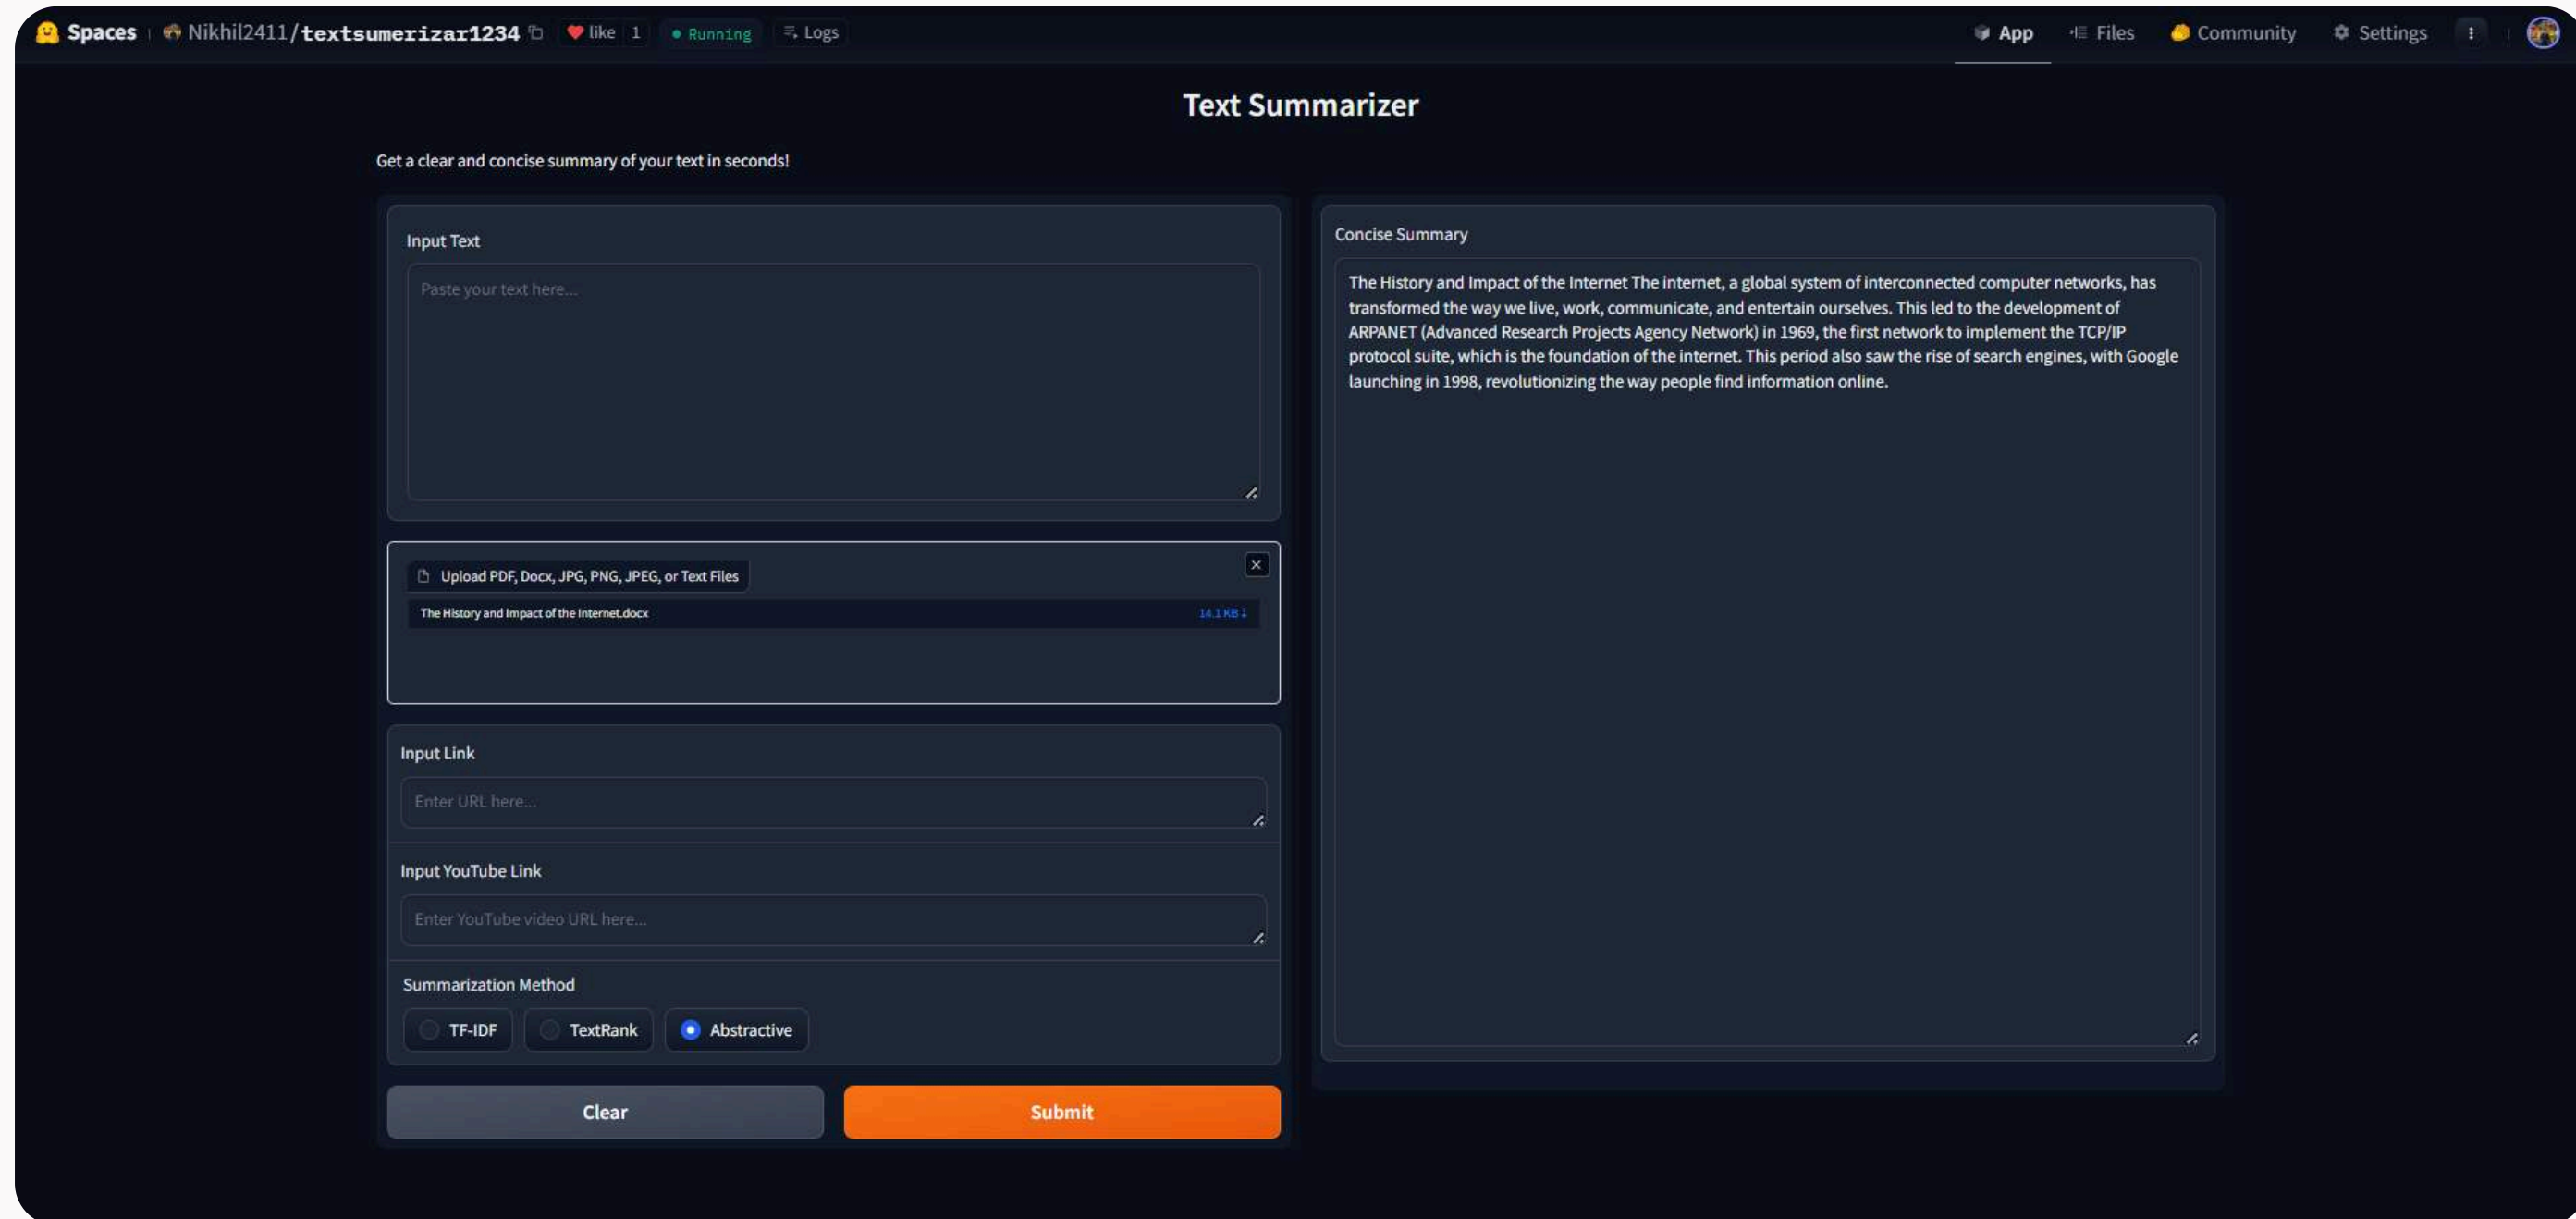 Spaces Nikhil2411/textsumerizar1234 like 1 Running Logs App Files Community Settings
Text Summarizer
Get a clear and concise summary of your text in seconds!
Input Text
Paste your text here...
Upload PDF, Docx, JPG, PNG, JPEG, or Text Files
The History and Impact of the Internet.docx 14.1 KB ↓
Input Link
Enter URL here...
Input YouTube Link
Enter YouTube video URL here...
Summarization Method
TF-IDF TextRank Abstractive
Clear Submit
Concise Summary
The History and Impact of the Internet The internet, a global system of interconnected computer networks, has
transformed the way we live, work, communicate, and entertain ourselves. This led to the development of
ARPANET (Advanced Research Projects Agency Network) in 1969, the first network to implement the TCP/IP
protocol suite, which is the foundation of the internet. This period also saw the rise of search engines, with Google
launching in 1998, revolutionizing the way people find information online.